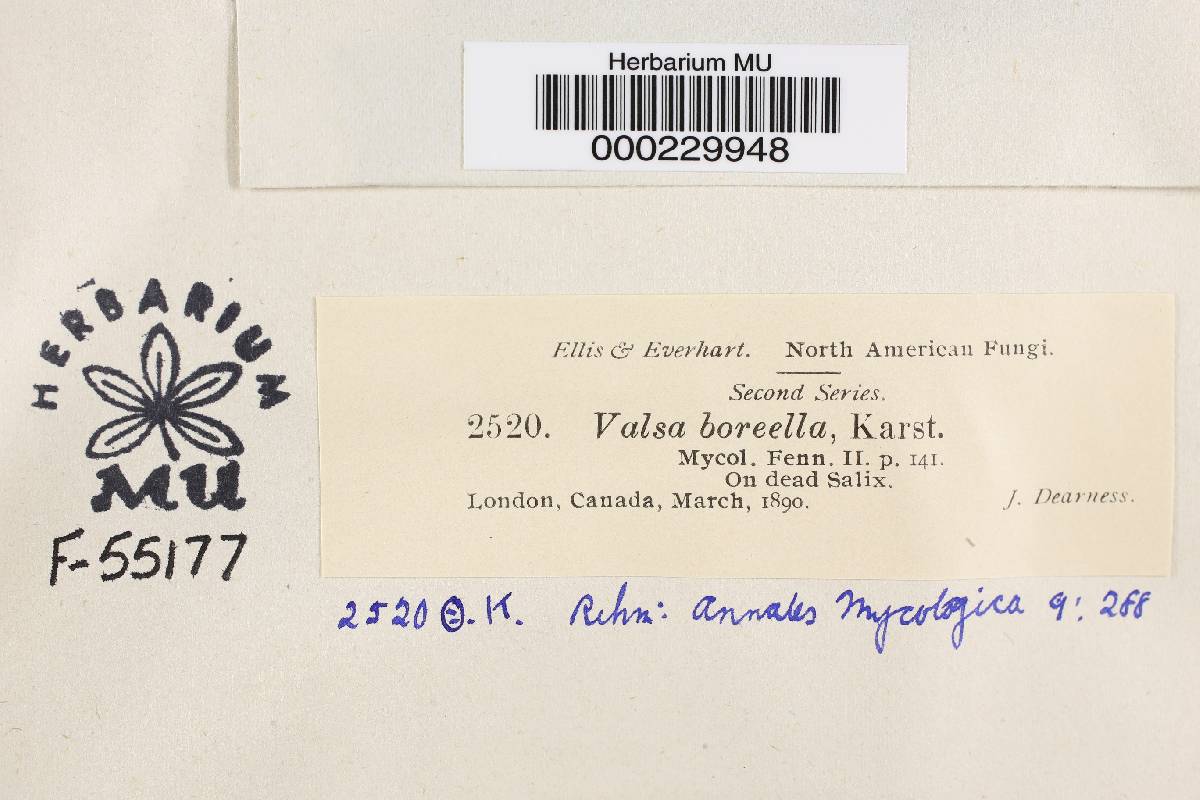 Herbarium MU
000229948
HERBARIUM
MU
F-55177
Ellis & Everhart. North American Fungi.
Second Series.
2520. Valsa boreella, Karst.
Mycol. Fenn. II. p. 141.
On dead Salix.
London, Canada, March, 1890. J. Dearness.
2520 O.K. Rehm: Annales Mycologica 9: 288